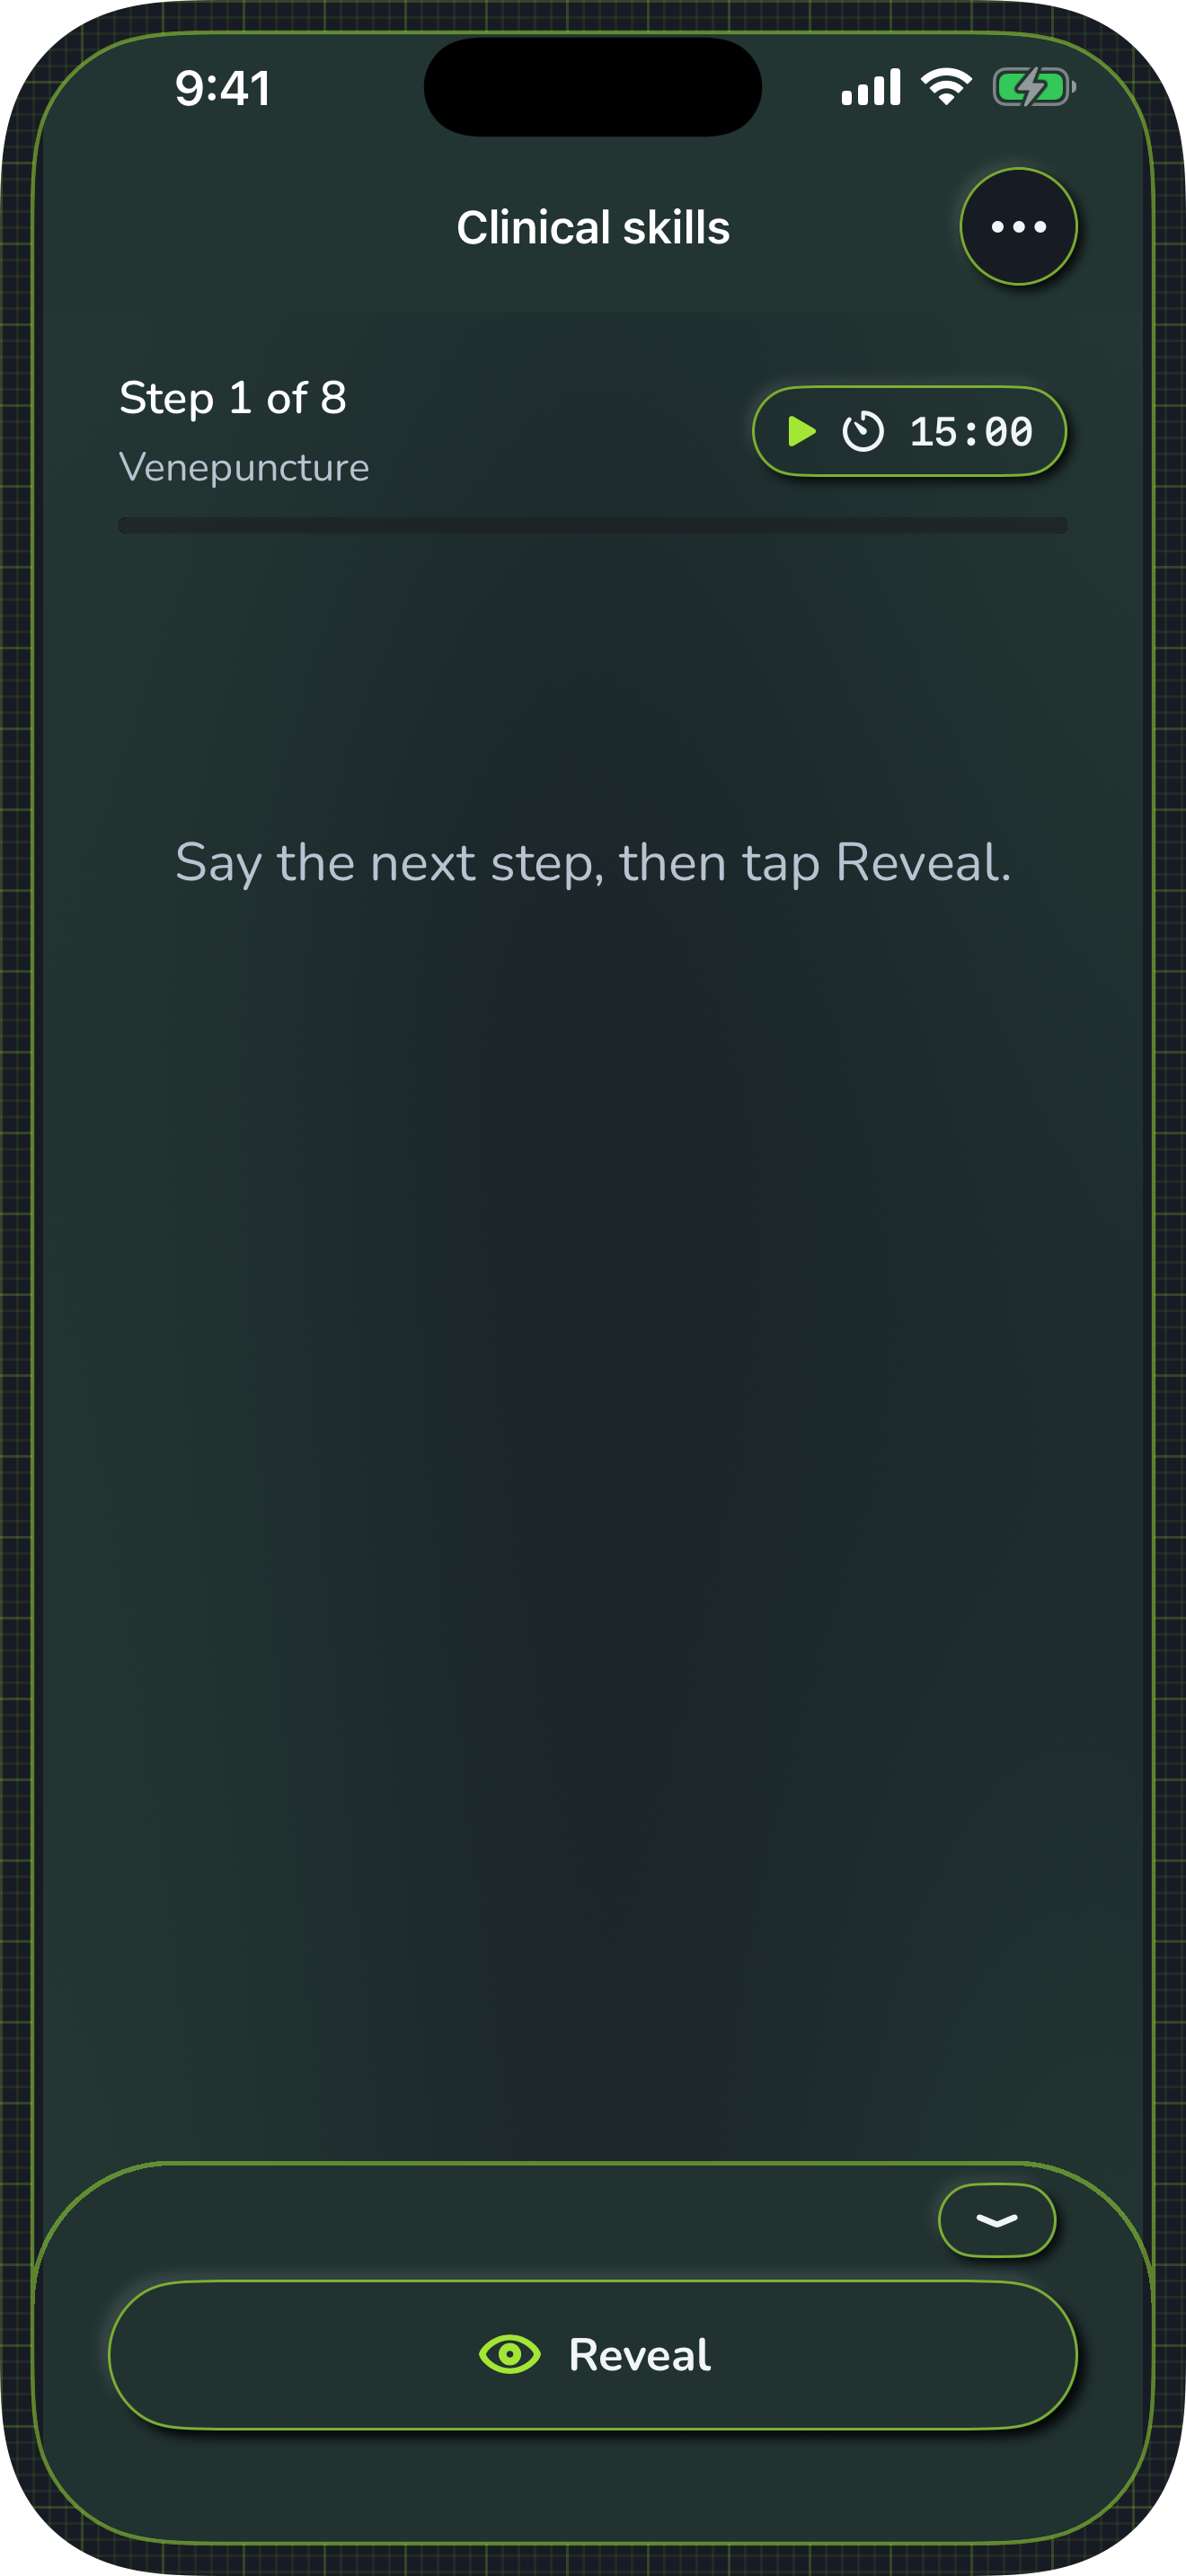 9:41
Clinical skills
Step 1 of 8
Venepuncture
15:00
Say the next step, then tap Reveal.
Reveal